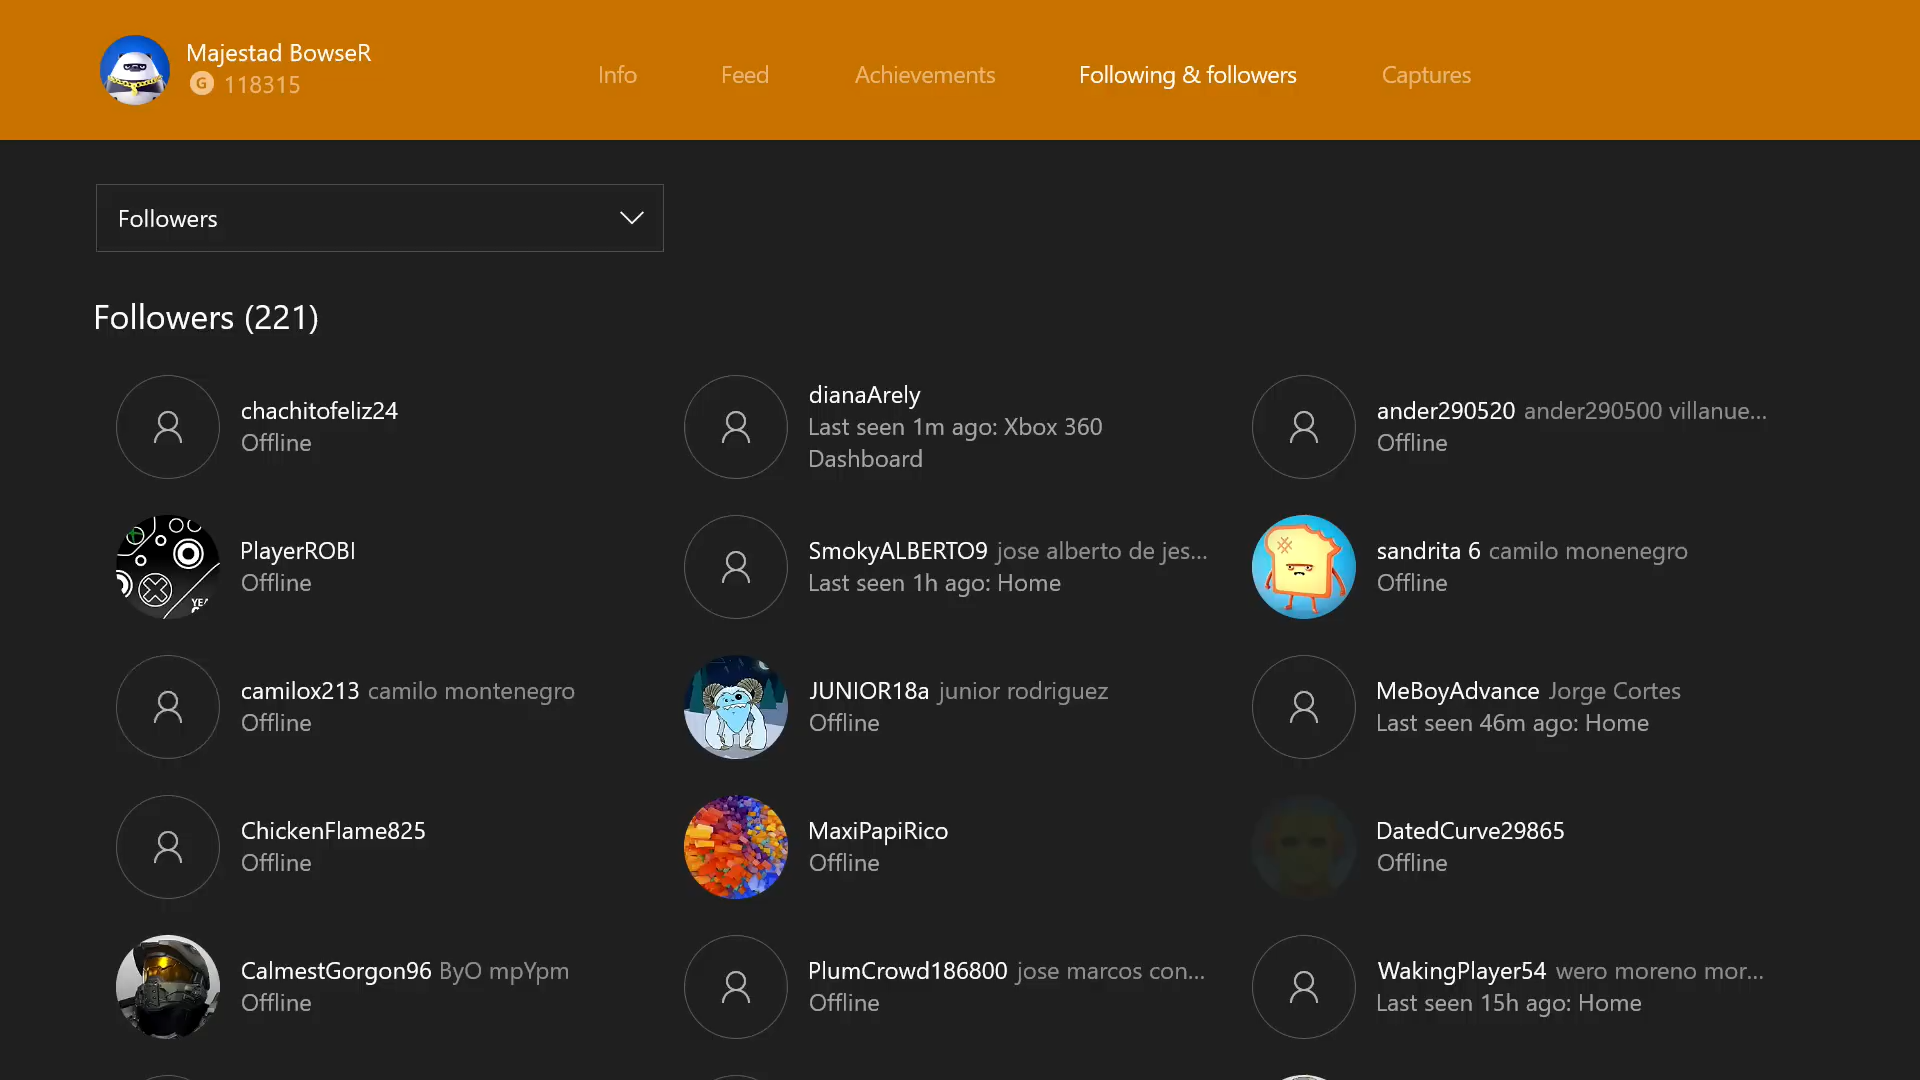 Majestad BowseR
G 118315
Info
Feed
Achievements
Following & followers
Captures
Followers
Followers (221)
chachitofeliz24
Offline
dianaArely
Last seen 1m ago: Xbox 360
Dashboard
ander290520 ander290500 villanue...
Offline
PlayerROBI
Offline
SmokyALBERTO9 jose alberto de jes...
Last seen 1h ago: Home
sandrita 6 camilo monenegro
Offline
camilox213 camilo montenegro
Offline
JUNIOR18a junior rodriguez
Offline
MeBoyAdvance Jorge Cortes
Last seen 46m ago: Home
ChickenFlame825
Offline
MaxiPapiRico
Offline
DatedCurve29865
Offline
CalmestGorgon96 ByO mpYpm
Offline
PlumCrowd186800 jose marcos con...
Offline
WakingPlayer54 wero moreno mor...
Last seen 15h ago: Home